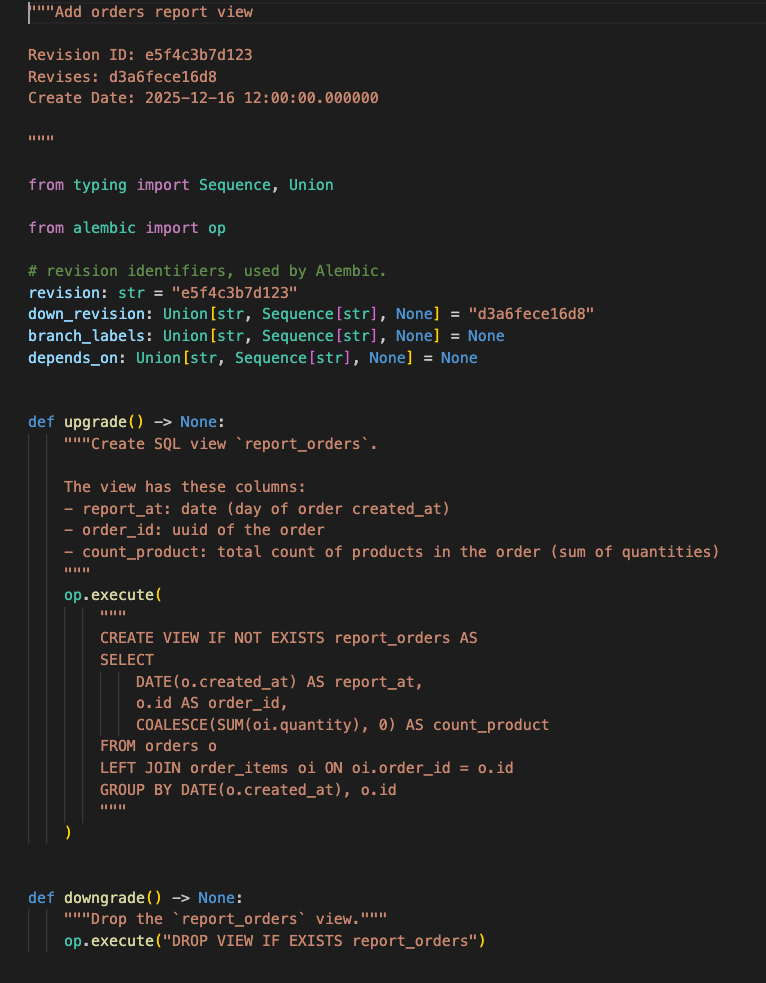 """Add orders report view
Revision ID: e5f4c3b7d123
Revises: d3a6fece16d8
Create Date: 2025-12-16 12:00:00.000000
"""
from typing import Sequence, Union
from alembic import op
# revision identifiers, used by Alembic.
revision: str = "e5f4c3b7d123"
down_revision: Union[str, Sequence[str], None] = "d3a6fece16d8"
branch_labels: Union[str, Sequence[str], None] = None
depends_on: Union[str, Sequence[str], None] = None
def upgrade() -> None:
    """Create SQL view `report_orders`.
    The view has these columns:
    - report_at: date (day of order created_at)
    - order_id: uuid of the order
    - count_product: total count of products in the order (sum of quantities)
    """
    op.execute(
        """
        CREATE VIEW IF NOT EXISTS report_orders AS
        SELECT
            DATE(o.created_at) AS report_at,
            o.id AS order_id,
            COALESCE(SUM(oi.quantity), 0) AS count_product
        FROM orders o
        LEFT JOIN order_items oi ON oi.order_id = o.id
        GROUP BY DATE(o.created_at), o.id
        """
    )
def downgrade() -> None:
    """Drop the `report_orders` view."""
    op.execute("DROP VIEW IF EXISTS report_orders")